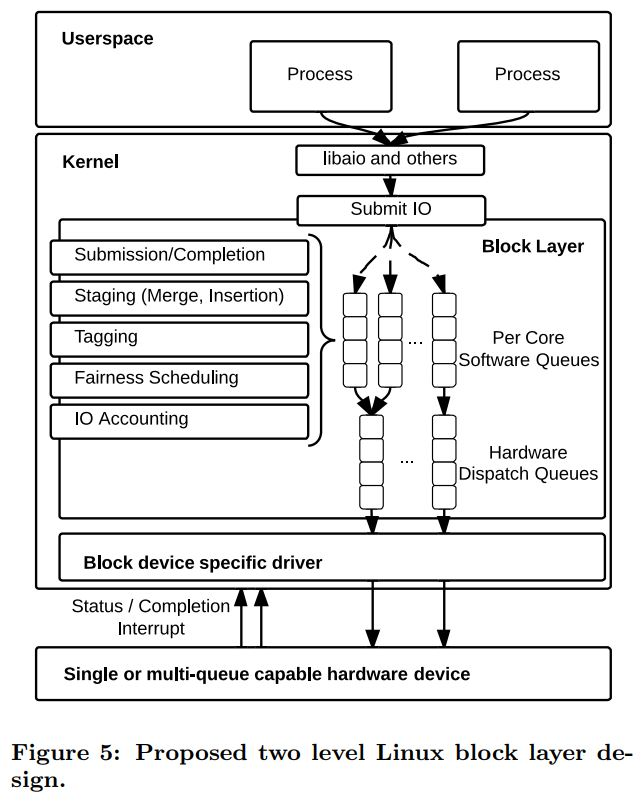 Userspace
Process
Process
Kernel
libaio and others
Submit IO
Block Layer
Submission/Completion
Staging (Merge, Insertion)
Tagging
Fairness Scheduling
IO Accounting
...
Per Core
Software Queues
...
Hardware
Dispatch Queues
Block device specific driver
Status / Completion
Interrupt
Single or multi-queue capable hardware device
Figure 5: Proposed two level Linux block layer de-
sign.